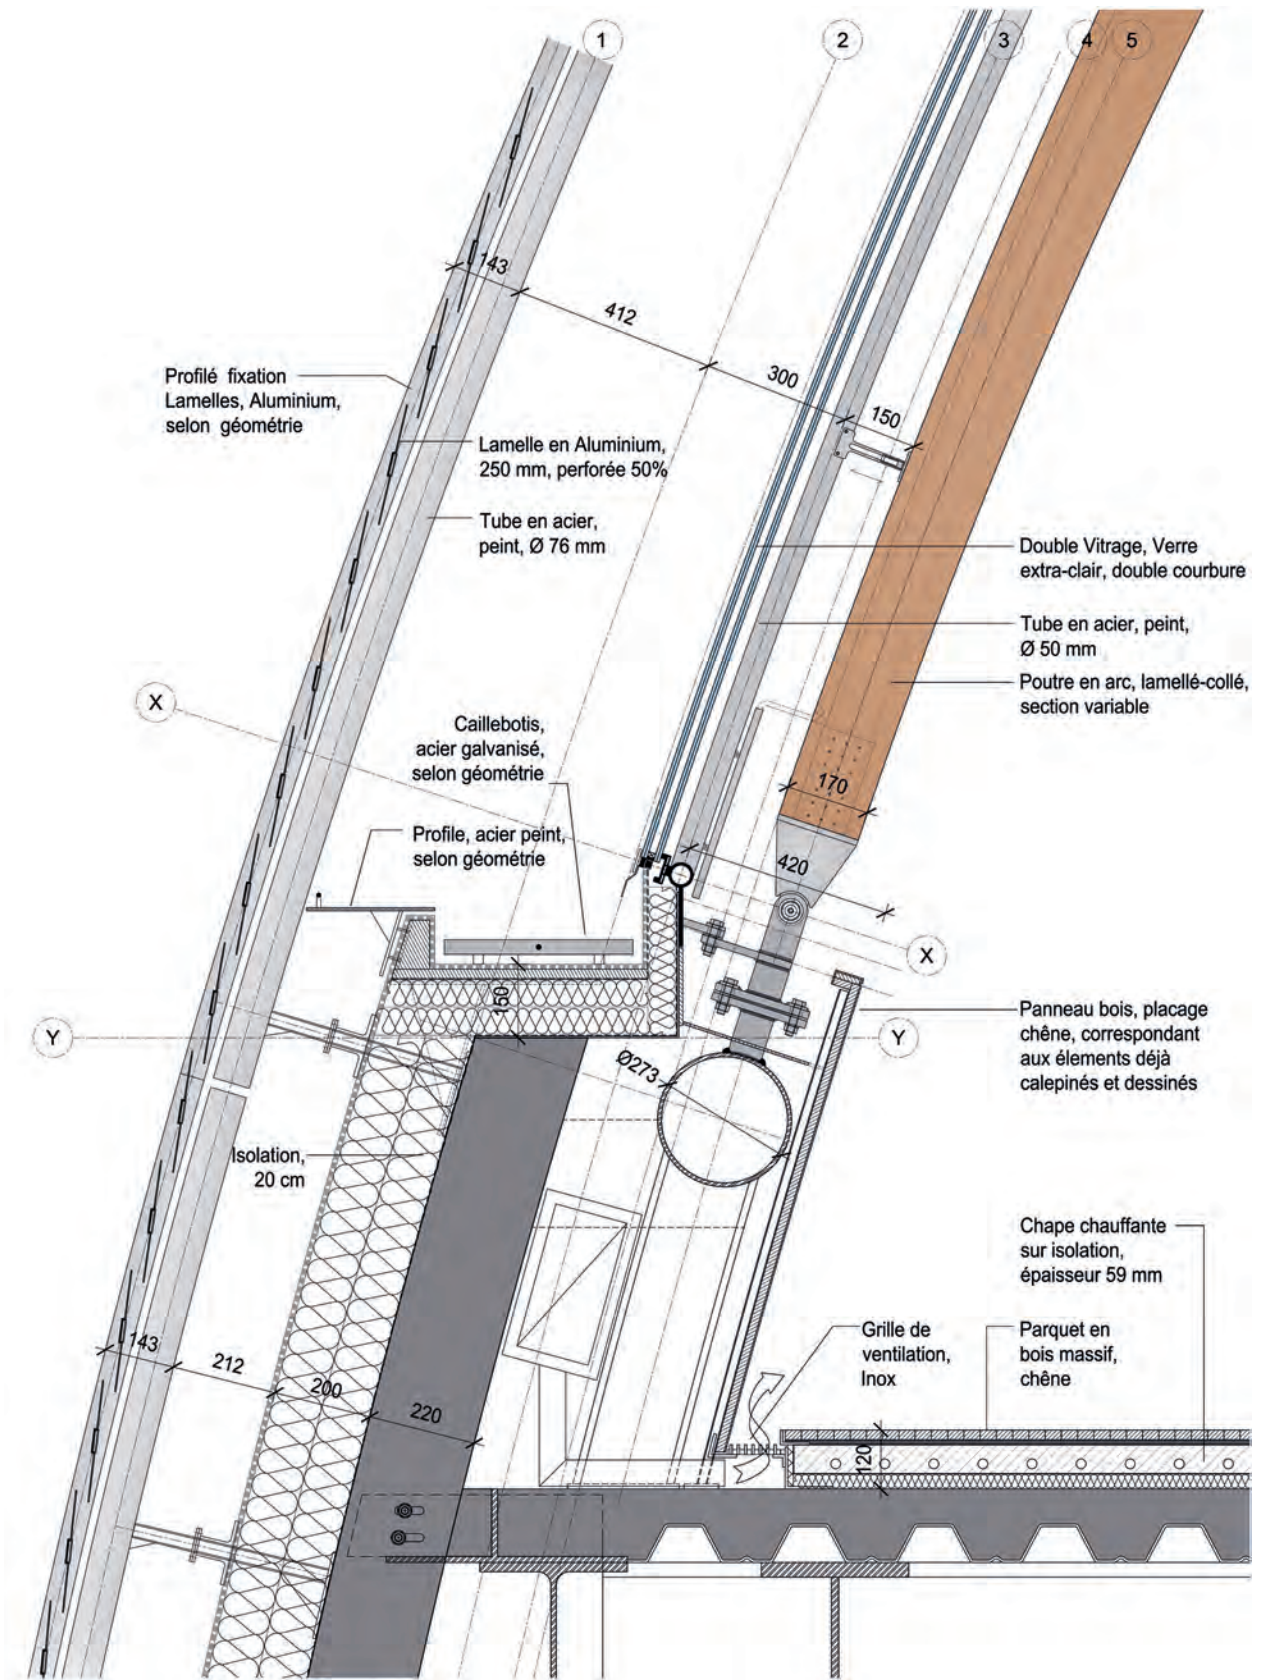 1
2
3
4
5
143
412
300
150
Profilé fixation
Lamelles, Aluminium,
selon géométrie
Lamelle en Aluminium,
250 mm, perforée 50%
Tube en acier,
peint, Ø 76 mm
Double Vitrage, Verre
extra-clair, double courbure
Tube en acier, peint,
Ø 50 mm
Poutre en arc, lamellé-collé,
section variable
X
Caillebotis,
acier galvanisé,
selon géométrie
170
Profile, acier peint,
selon géométrie
420
X
150
Panneau bois, placage
chêne, correspondant
aux élements déjà
calepinés et dessinés
Y
Y
Ø273
Isolation,
20 cm
Chape chauffante
sur isolation,
épaisseur 59 mm
Grille de
ventilation,
Inox
Parquet en
bois massif,
chêne
143
212
200
220
120